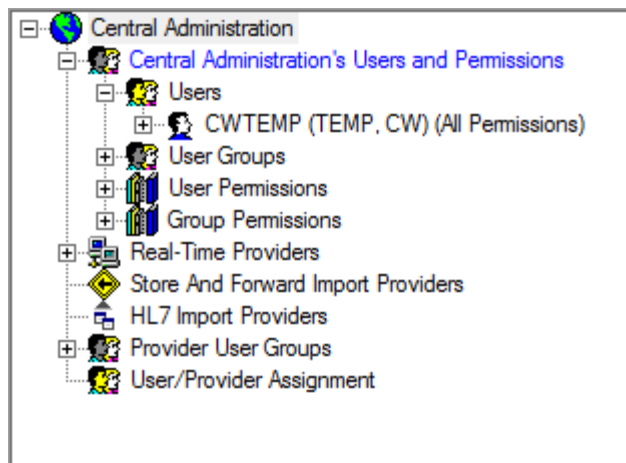 Central Administration
Central Administration's Users and Permissions
Users
CWTEMP (TEMP, CW) (All Permissions)
User Groups
User Permissions
Group Permissions
Real-Time Providers
Store And Forward Import Providers
HL7 Import Providers
Provider User Groups
User/Provider Assignment